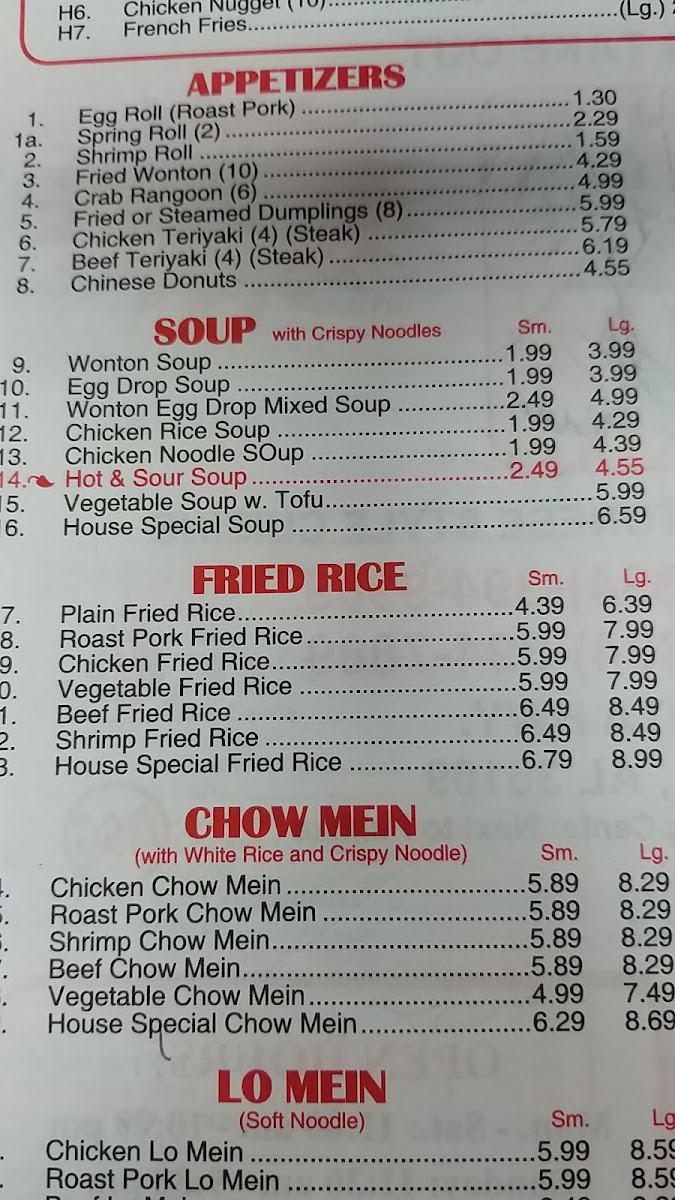 H6. Chicken Nugget (10)
H7. French Fries (Lg.)
APPETIZERS
1. Egg Roll (Roast Pork) 1.30
1a. Spring Roll (2) 2.29
2. Shrimp Roll 1.59
3. Fried Wonton (10) 4.29
4. Crab Rangoon (6) 4.99
5. Fried or Steamed Dumplings (8) 5.99
6. Chicken Teriyaki (4) (Steak) 5.79
7. Beef Teriyaki (4) (Steak) 6.19
8. Chinese Donuts 4.55
SOUP with Crispy Noodles Sm. Lg.
9. Wonton Soup 1.99 3.99
10. Egg Drop Soup 1.99 3.99
11. Wonton Egg Drop Mixed Soup 2.49 4.99
12. Chicken Rice Soup 1.99 4.29
13. Chicken Noodle SOup 1.99 4.39
14. Hot & Sour Soup 2.49 4.55
15. Vegetable Soup w. Tofu 5.99
16. House Special Soup 6.59
FRIED RICE Sm. Lg.
7. Plain Fried Rice 4.39 6.39
8. Roast Pork Fried Rice 5.99 7.99
9. Chicken Fried Rice 5.99 7.99
0. Vegetable Fried Rice 5.99 7.99
1. Beef Fried Rice 6.49 8.49
2. Shrimp Fried Rice 6.49 8.49
3. House Special Fried Rice 6.79 8.99
CHOW MEIN
(with White Rice and Crispy Noodle) Sm. Lg.
Chicken Chow Mein 5.89 8.29
Roast Pork Chow Mein 5.89 8.29
Shrimp Chow Mein 5.89 8.29
Beef Chow Mein 5.89 8.29
Vegetable Chow Mein 4.99 7.49
House Special Chow Mein 6.29 8.69
LO MEIN
(Soft Noodle) Sm. Lg
Chicken Lo Mein 5.99 8.59
Roast Pork Lo Mein 5.99 8.59